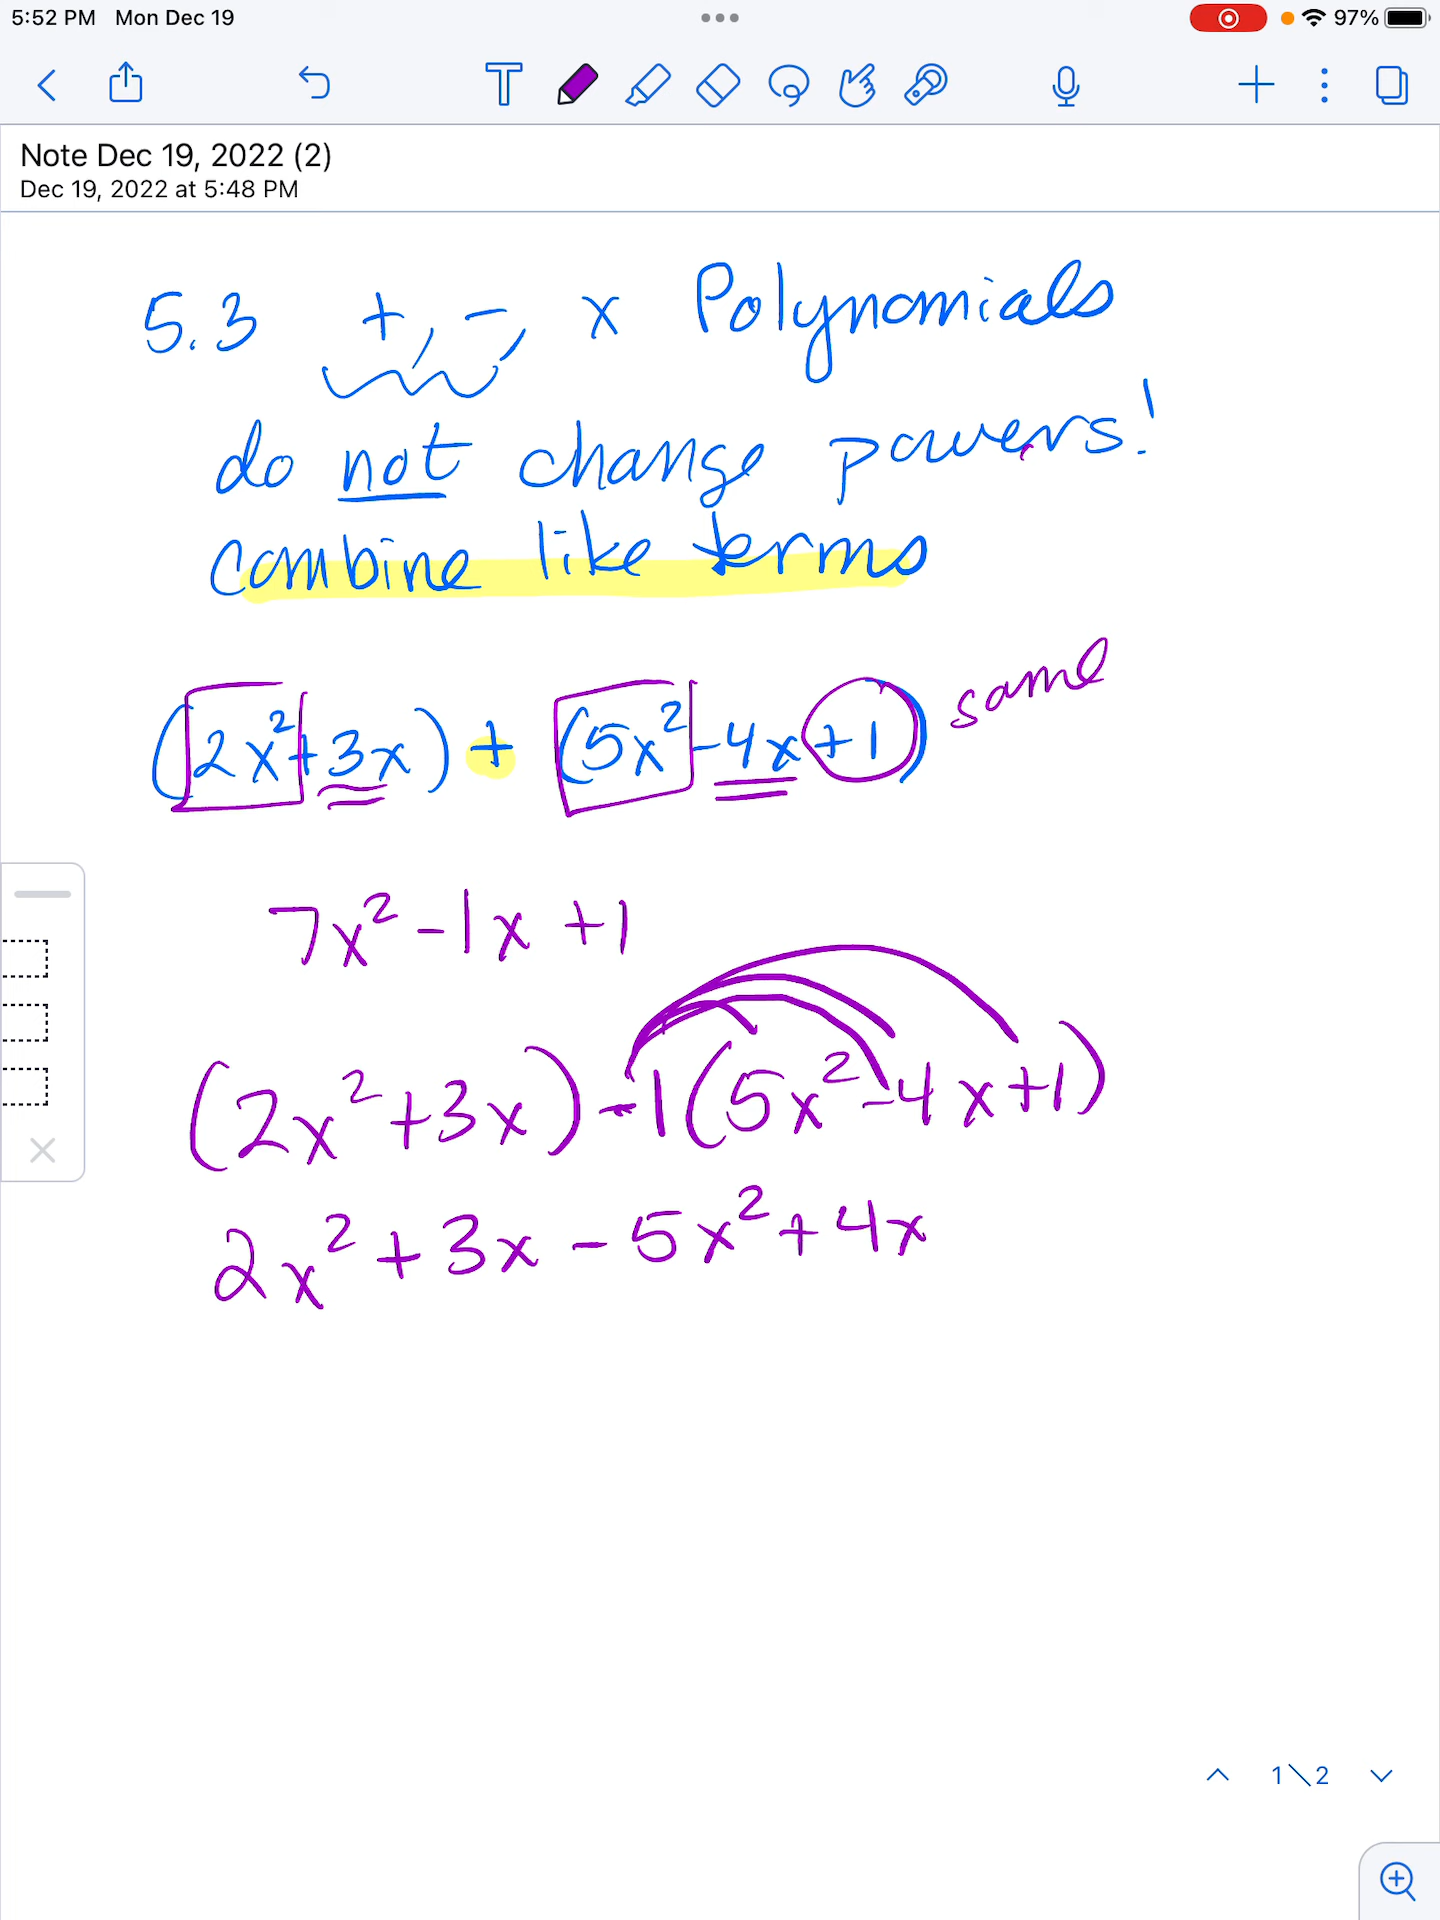 5:52 PM Mon Dec 19
97%
Note Dec 19, 2022 (2)
Dec 19, 2022 at 5:48 PM
5.3 +, -, x Polynomials
do not change powers!
combine like terms
(2x²+3x) + (5x²-4x+1) same
7x²-1x+1
(2x²+3x)-1(5x²-4x+1)
2x²+3x-5x²+4x
1\2